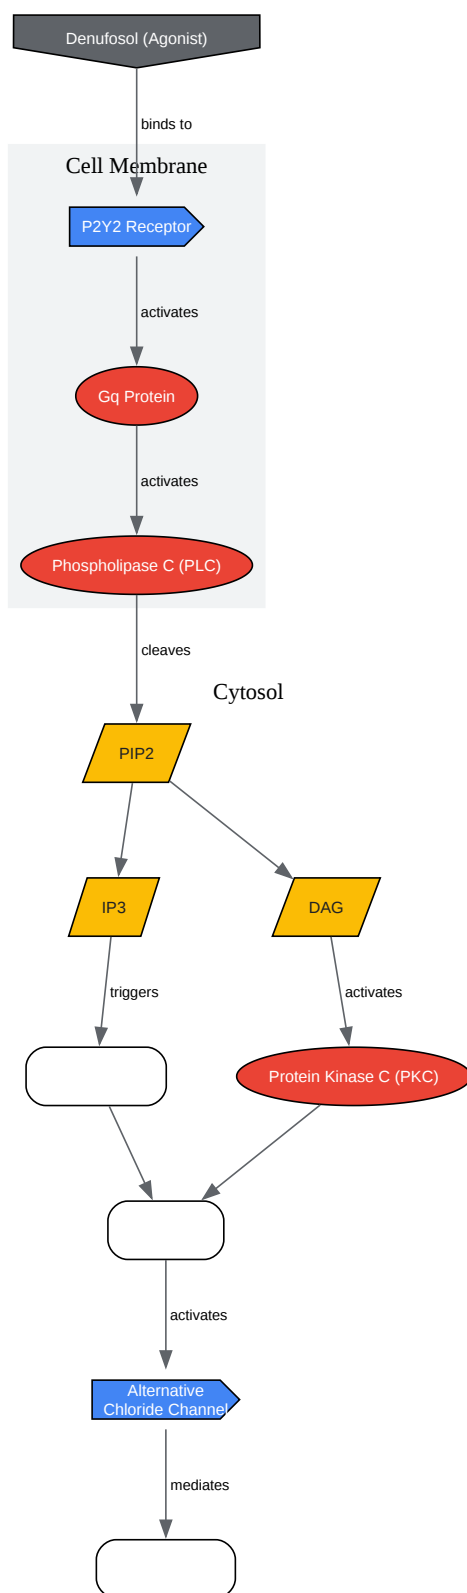 Denufosol (Agonist)
binds to
Cell Membrane
P2Y2 Receptor
activates
Gq Protein
activates
Phospholipase C (PLC)
cleaves
Cytosol
PIP2
IP3
DAG
triggers
activates
Protein Kinase C (PKC)
activates
Alternative
Chloride Channel
mediates